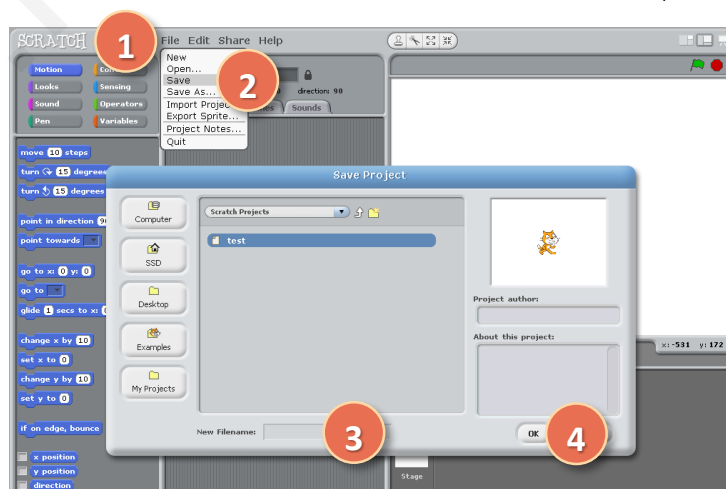 SCRATCH
1
File Edit Share Help
New
Open...
Save
2
Save As...
direction: 90
Export Sprite...
Sounds
Project Notes...
Quit
Motion
Looks
Sensing
Sound
Operators
Pen
Variables
move 10 steps
turn 15 degrees
turn 15 degrees
point in direction
point towards
go to x: 0 y: 0
go to
glide 1 secs to x:
change x by 10
set x to 0
change y by 10
set y to 0
if on edge, bounce
x position
y position
direction
Save Project
Computer
SSD
Desktop
Examples
My Projects
Scratch Projects
test
Project author:
About this project:
New Filename:
3
OK
4
x: -531 y: 172
Stage